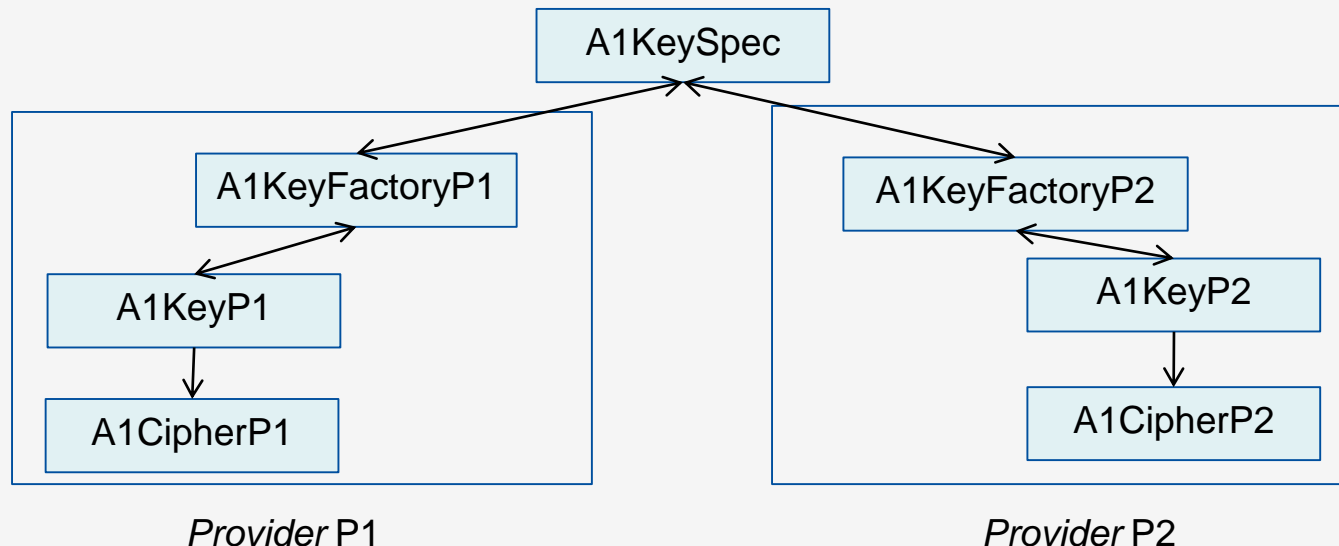 A1KeySpec
A1KeyFactoryP1
A1KeyFactoryP2
A1KeyP1
A1KeyP2
A1CipherP1
A1CipherP2
Provider P1
Provider P2